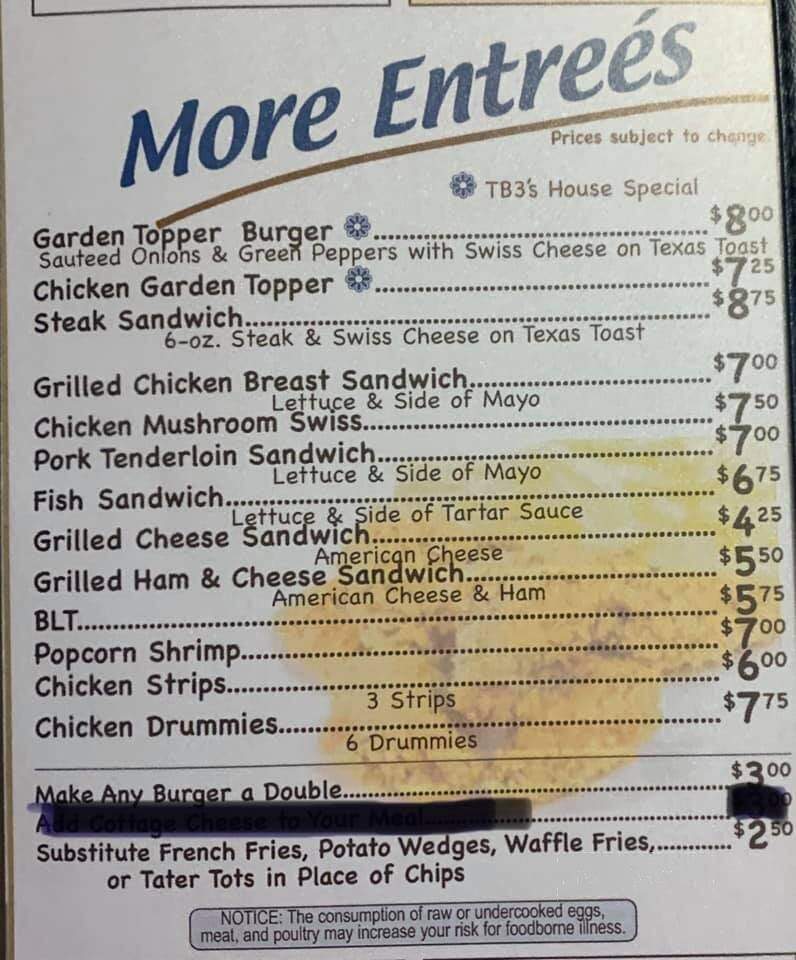 More Entreés
Prices subject to change.
TB3's House Special
Garden Topper Burger ........ $8.00
Sauteed Onions & Green Peppers with Swiss Cheese on Texas Toast
Chicken Garden Topper ........ $7.25
Steak Sandwich........ $8.75
6-oz. Steak & Swiss Cheese on Texas Toast
Grilled Chicken Breast Sandwich........ $7.00
Lettuce & Side of Mayo
Chicken Mushroom Swiss........ $7.50
Pork Tenderloin Sandwich........ $7.00
Lettuce & Side of Mayo
Fish Sandwich........ $6.75
Lettuce & Side of Tartar Sauce
Grilled Cheese Sandwich........ $4.25
American Cheese
Grilled Ham & Cheese Sandwich........ $5.50
American Cheese & Ham
BLT........ $5.75
Popcorn Shrimp........ $7.00
Chicken Strips........ $6.00
3 Strips
Chicken Drummies........ $7.75
6 Drummies
Make Any Burger a Double........ $3.00
Add Cottage Cheese to Your Meal........
Substitute French Fries, Potato Wedges, Waffle Fries,........ $2.50
or Tater Tots in Place of Chips
NOTICE: The consumption of raw or undercooked eggs,
meat, and poultry may increase your risk for foodborne illness.